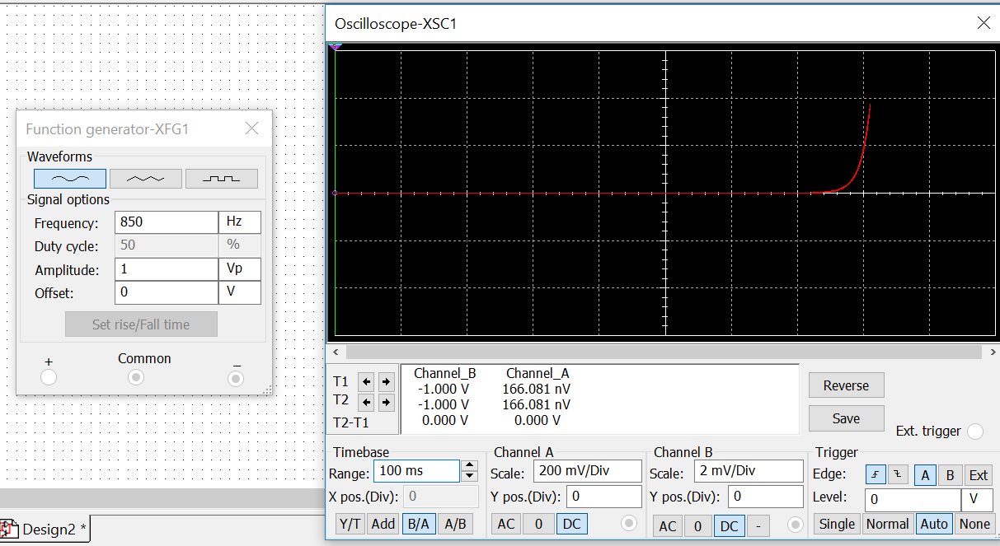 Oscilloscope-XSC1
Function generator-XFG1
Waveforms
Signal options
Frequency: 850 Hz
Duty cycle: 50 %
Amplitude: 1 Vp
Offset: 0 V
Set rise/Fall time
+ Common –
Channel_B Channel_A
T1 -1.000 V 166.081 nV
T2 -1.000 V 166.081 nV
T2-T1 0.000 V 0.000 V
Reverse
Save
Ext. trigger
Timebase
Range: 100 ms
X pos.(Div): 0
Y/T Add B/A A/B
Channel A
Scale: 200 mV/Div
Y pos.(Div): 0
AC 0 DC
Channel B
Scale: 2 mV/Div
Y pos.(Div): 0
AC 0 DC -
Trigger
Edge: A B Ext
Level: 0 V
Single Normal Auto None
Design2 *